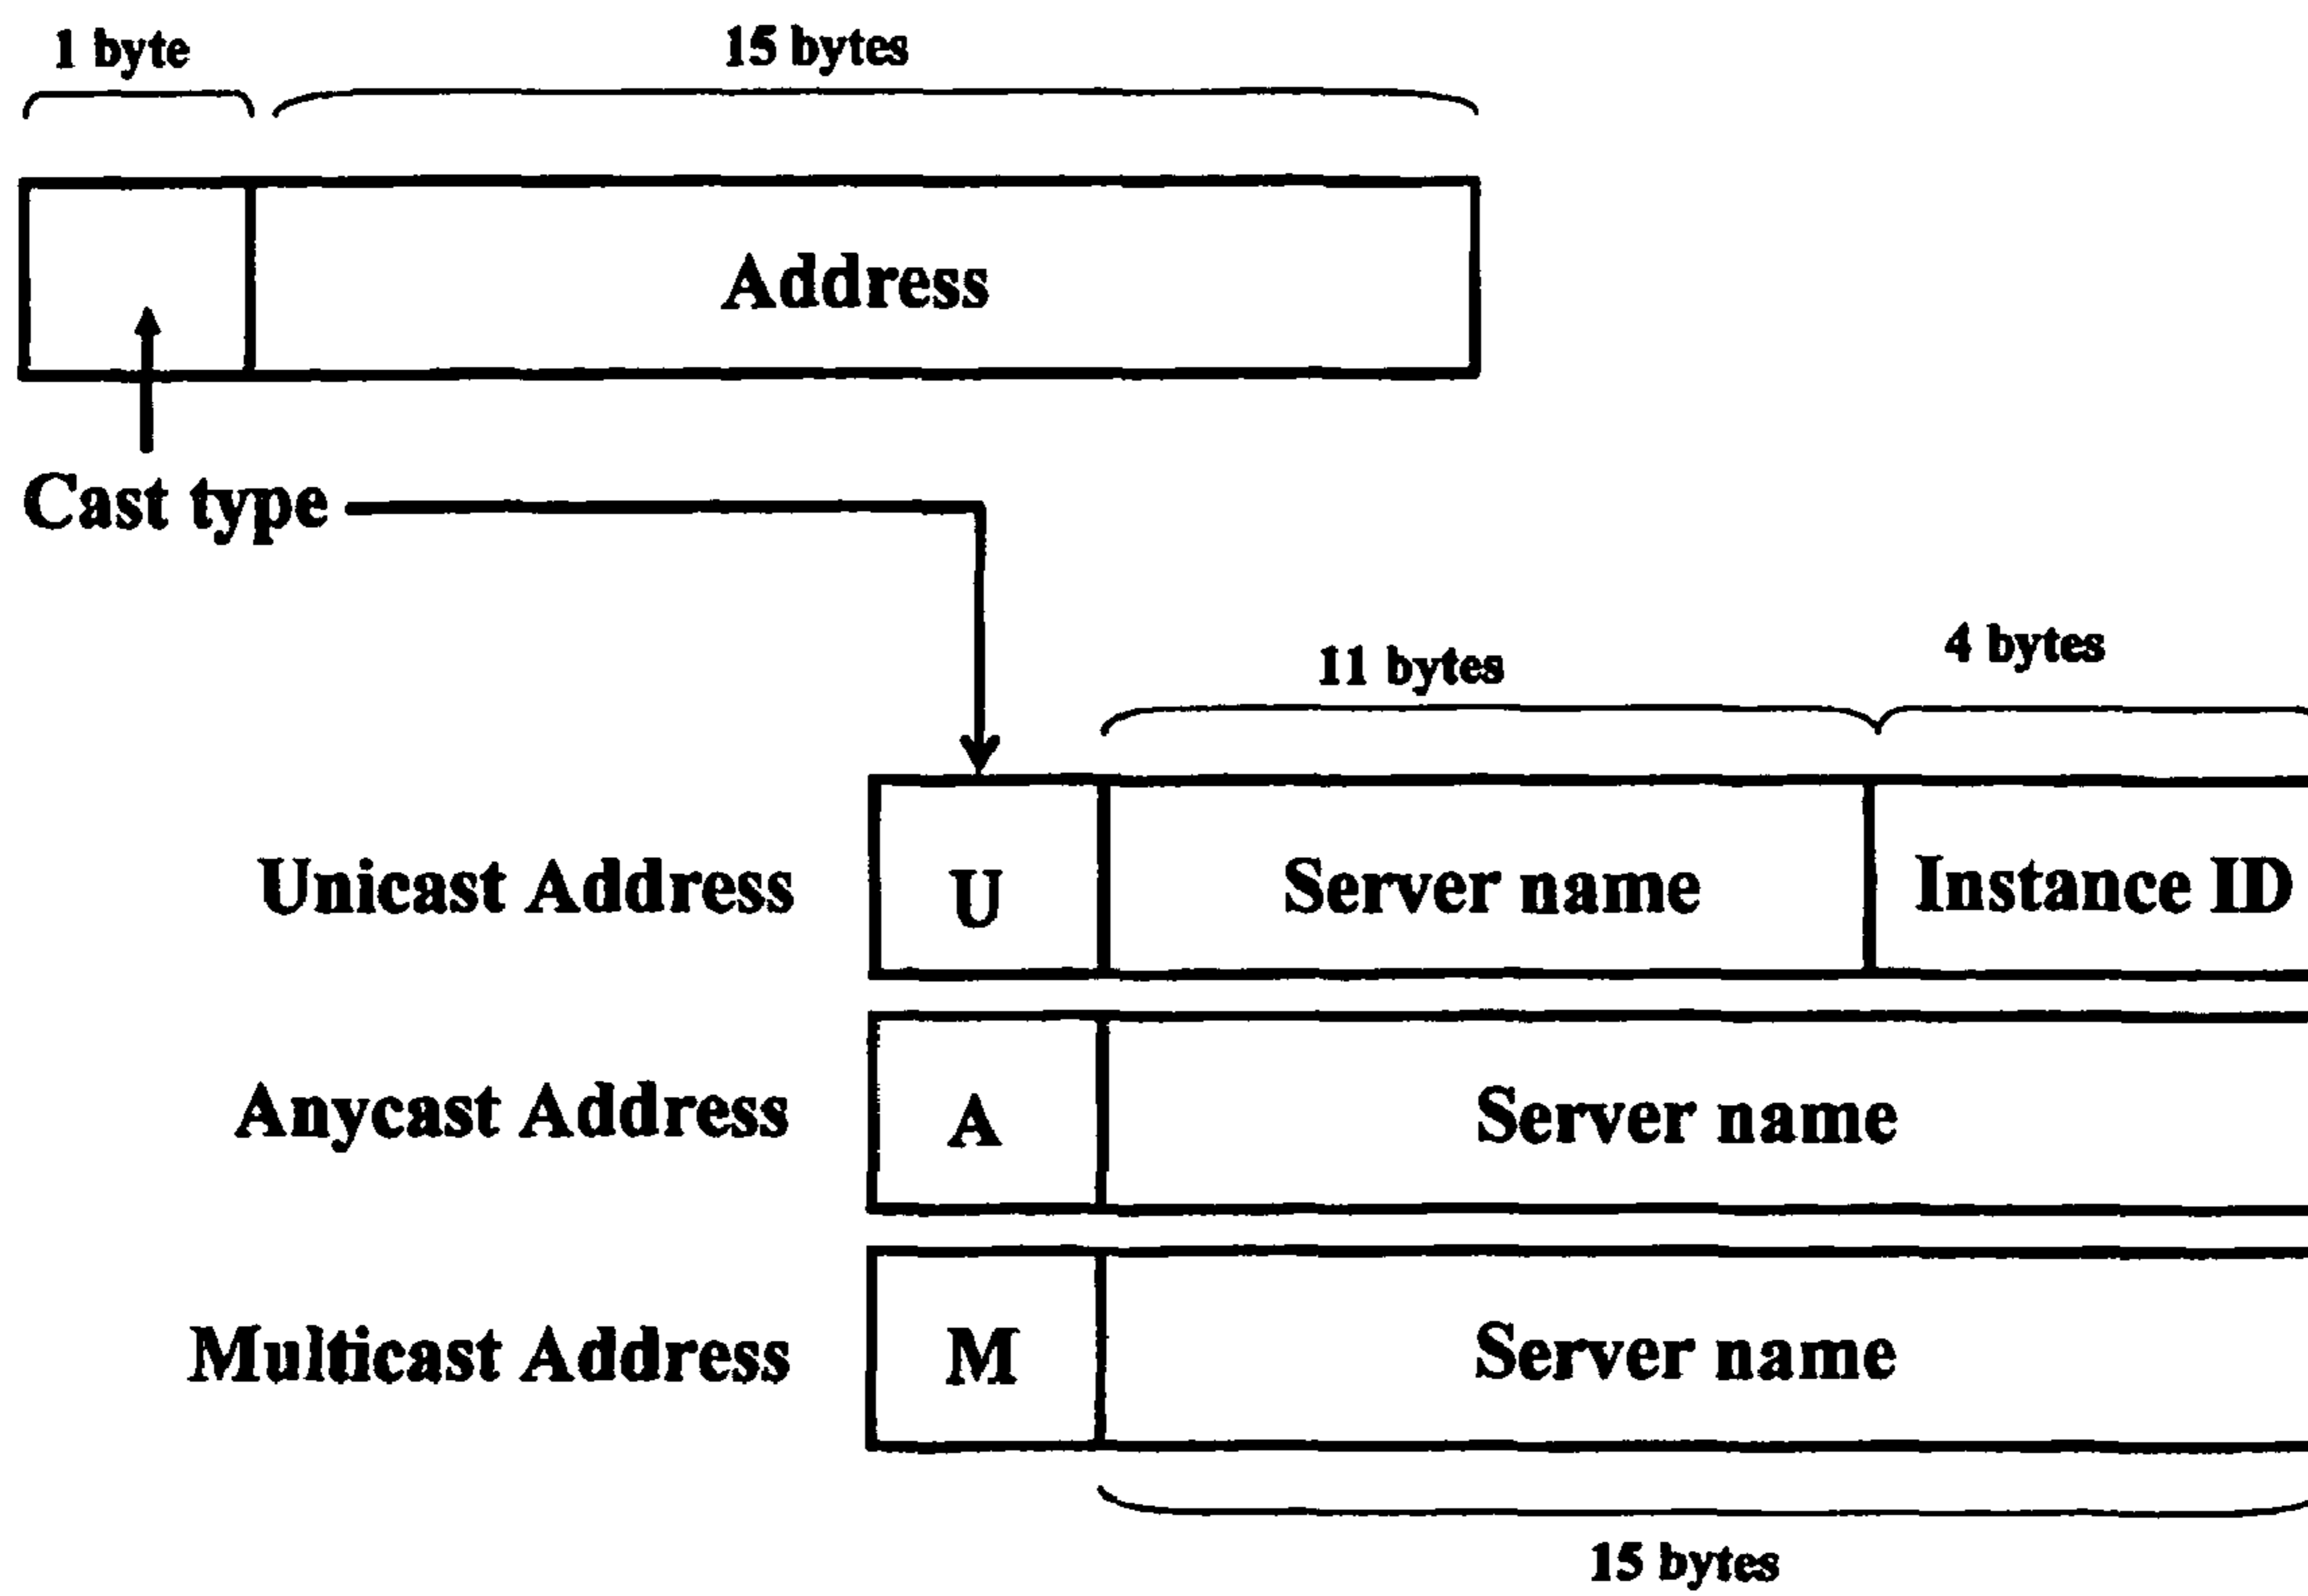 1 byte 15 bytes
Address
Cast type
11 bytes 4 bytes
Unicast Address U Server name Instance ID
Anycast Address A Server name
Multicast Address M Server name
15 bytes